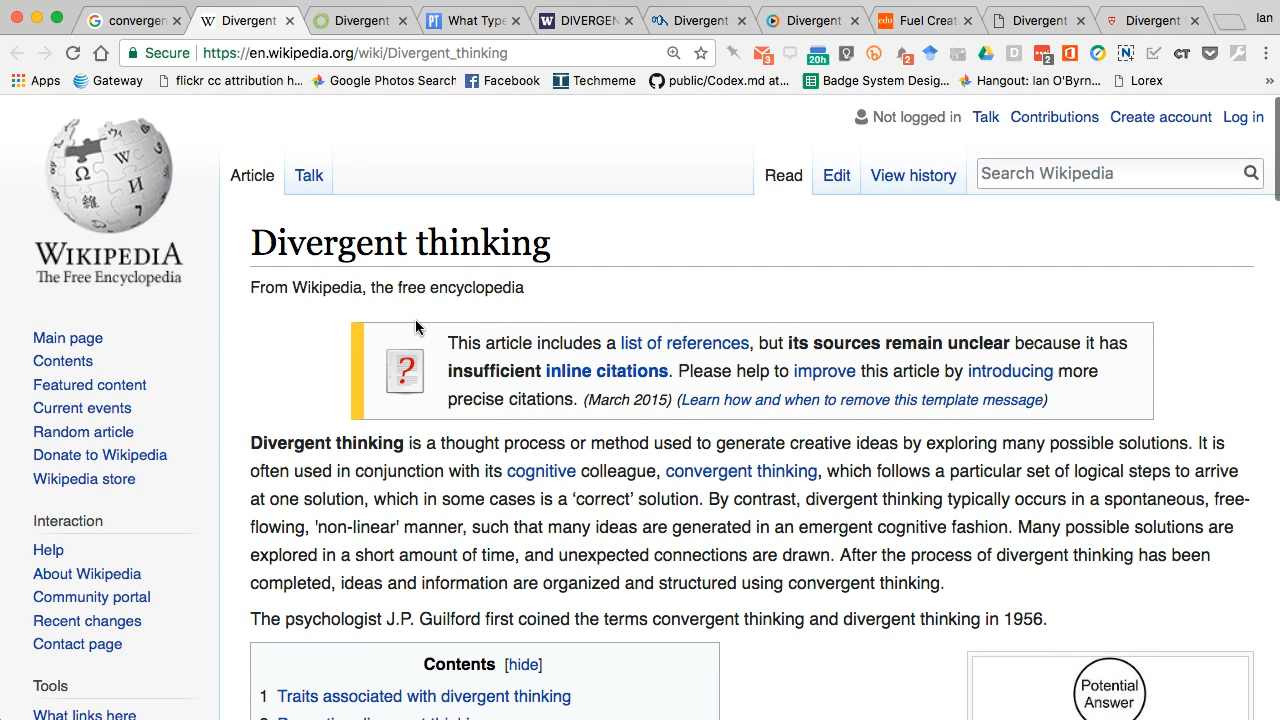 convergen
Divergent
Divergent
What Type
DIVERGEN
Divergent
Divergent
Fuel Creat
Divergent
Divergent
Ian
Secure
https://en.wikipedia.org/wiki/Divergent_thinking
3
20h
2
2
Apps
Gateway
flickr cc attribution h...
Google Photos Search
Facebook
Techmeme
public/Codex.md at...
Badge System Desig...
Hangout: Ian O'Byrn...
Lorex
»
Not logged in Talk Contributions Create account Log in
Article Talk Read Edit View history Search Wikipedia
WIKIPEDIA
The Free Encyclopedia
Main page
Contents
Featured content
Current events
Random article
Donate to Wikipedia
Wikipedia store
Interaction
Help
About Wikipedia
Community portal
Recent changes
Contact page
Tools
What links here
Divergent thinking
From Wikipedia, the free encyclopedia
This article includes a list of references, but its sources remain unclear because it has
insufficient inline citations. Please help to improve this article by introducing more
precise citations. (March 2015) (Learn how and when to remove this template message)
Divergent thinking is a thought process or method used to generate creative ideas by exploring many possible solutions. It is
often used in conjunction with its cognitive colleague, convergent thinking, which follows a particular set of logical steps to arrive
at one solution, which in some cases is a ‘correct’ solution. By contrast, divergent thinking typically occurs in a spontaneous, free-
flowing, 'non-linear' manner, such that many ideas are generated in an emergent cognitive fashion. Many possible solutions are
explored in a short amount of time, and unexpected connections are drawn. After the process of divergent thinking has been
completed, ideas and information are organized and structured using convergent thinking.
The psychologist J.P. Guilford first coined the terms convergent thinking and divergent thinking in 1956.
Contents [hide]
1 Traits associated with divergent thinking
Potential
Answer